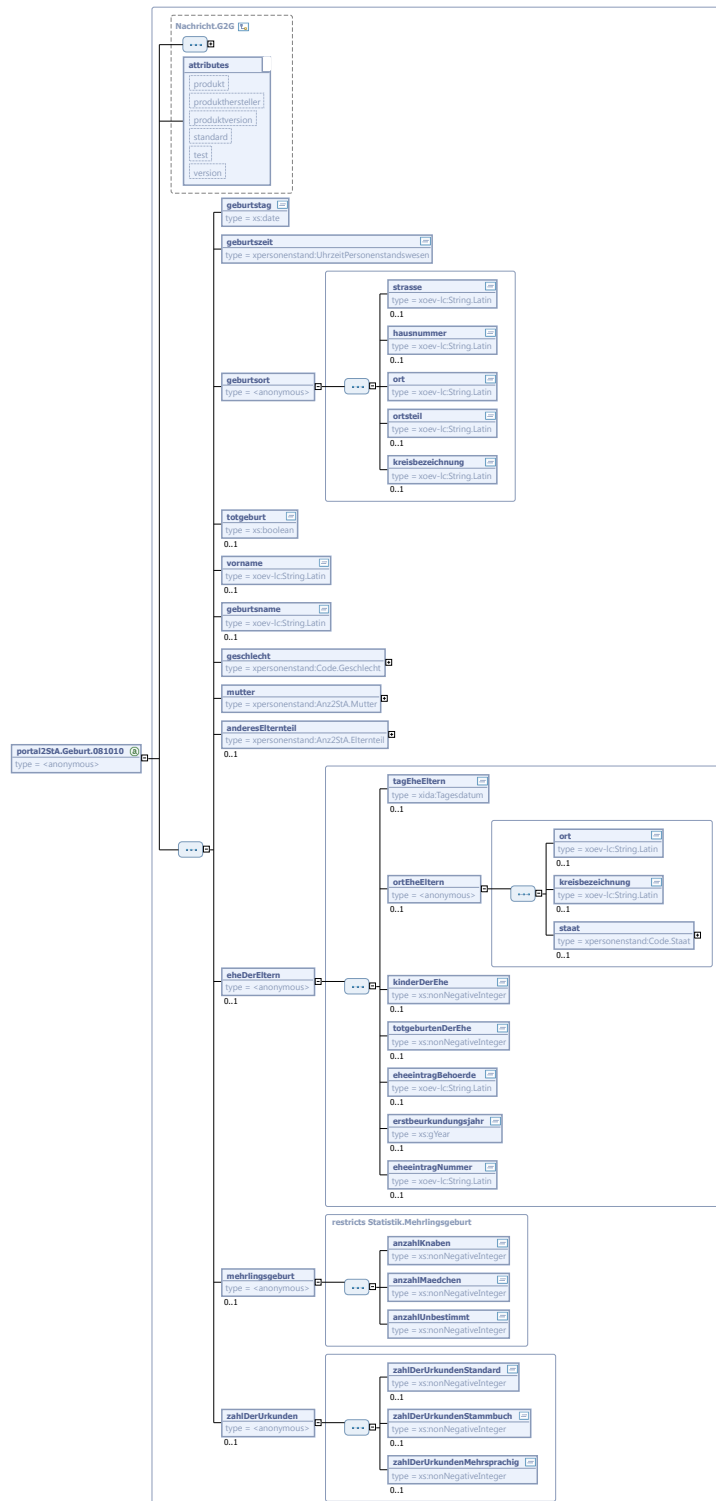 Nachricht.G2G
attributes
produkt
produkthersteller
produktversion
standard
test
version
geburtstag
type = xs:date
geburtszeit
type = xpersonenstand:UhrzeitPersonenstandswesen
strasse
type = xoev-lc:String.Latin
0..1
hausnummer
type = xoev-lc:String.Latin
0..1
geburtsort
type = <anonymous>
ort
type = xoev-lc:String.Latin
ortsteil
type = xoev-lc:String.Latin
0..1
kreisbezeichnung
type = xoev-lc:String.Latin
0..1
totgeburt
type = xs:boolean
0..1
vorname
type = xoev-lc:String.Latin
0..1
geburtsname
type = xoev-lc:String.Latin
0..1
geschlecht
type = xpersonenstand:Code.Geschlecht
mutter
type = xpersonenstand:Anz2StA.Mutter
anderesElternteil
type = xpersonenstand:Anz2StA.Elternteil
0..1
portal2StA.Geburt.081010
type = <anonymous>
tagEheEltern
type = xida:Tagesdatum
0..1
ort
type = xoev-lc:String.Latin
0..1
ortEheEltern
type = <anonymous>
0..1
kreisbezeichnung
type = xoev-lc:String.Latin
0..1
staat
type = xpersonenstand:Code.Staat
0..1
eheDerEltern
type = <anonymous>
0..1
kinderDerEhe
type = xs:nonNegativeInteger
0..1
totgeburtenDerEhe
type = xs:nonNegativeInteger
0..1
eheeintragBehoerde
type = xoev-lc:String.Latin
0..1
erstbeurkundungsjahr
type = xs:gYear
0..1
eheeintragNummer
type = xoev-lc:String.Latin
0..1
restricts Statistik.Mehrlingsgeburt
anzahlKnaben
type = xs:nonNegativeInteger
mehrlingsgeburt
type = <anonymous>
0..1
anzahlMaedchen
type = xs:nonNegativeInteger
anzahlUnbestimmt
type = xs:nonNegativeInteger
zahlDerUrkundenStandard
type = xs:nonNegativeInteger
0..1
zahlDerUrkunden
type = <anonymous>
0..1
zahlDerUrkundenStammbuch
type = xs:nonNegativeInteger
0..1
zahlDerUrkundenMehrsprachig
type = xs:nonNegativeInteger
0..1